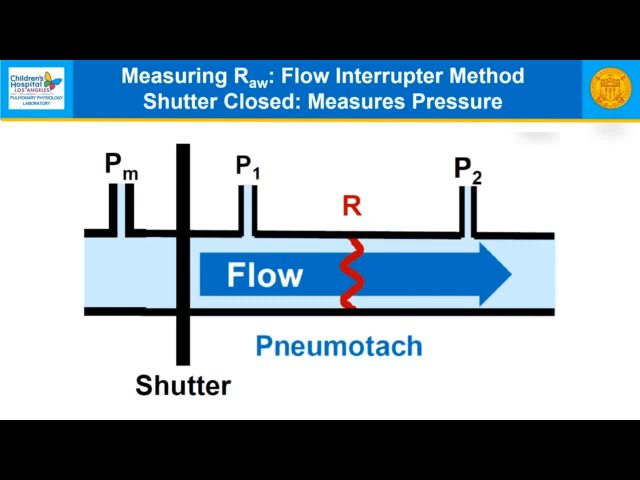 Children's
Hospital
LOS ANGELES
PULMONARY PHYSIOLOGY
LABORATORY
Measuring Raw: Flow Interrupter Method
Shutter Closed: Measures Pressure
Pm
P1
P2
R
Flow
Pneumotach
Shutter